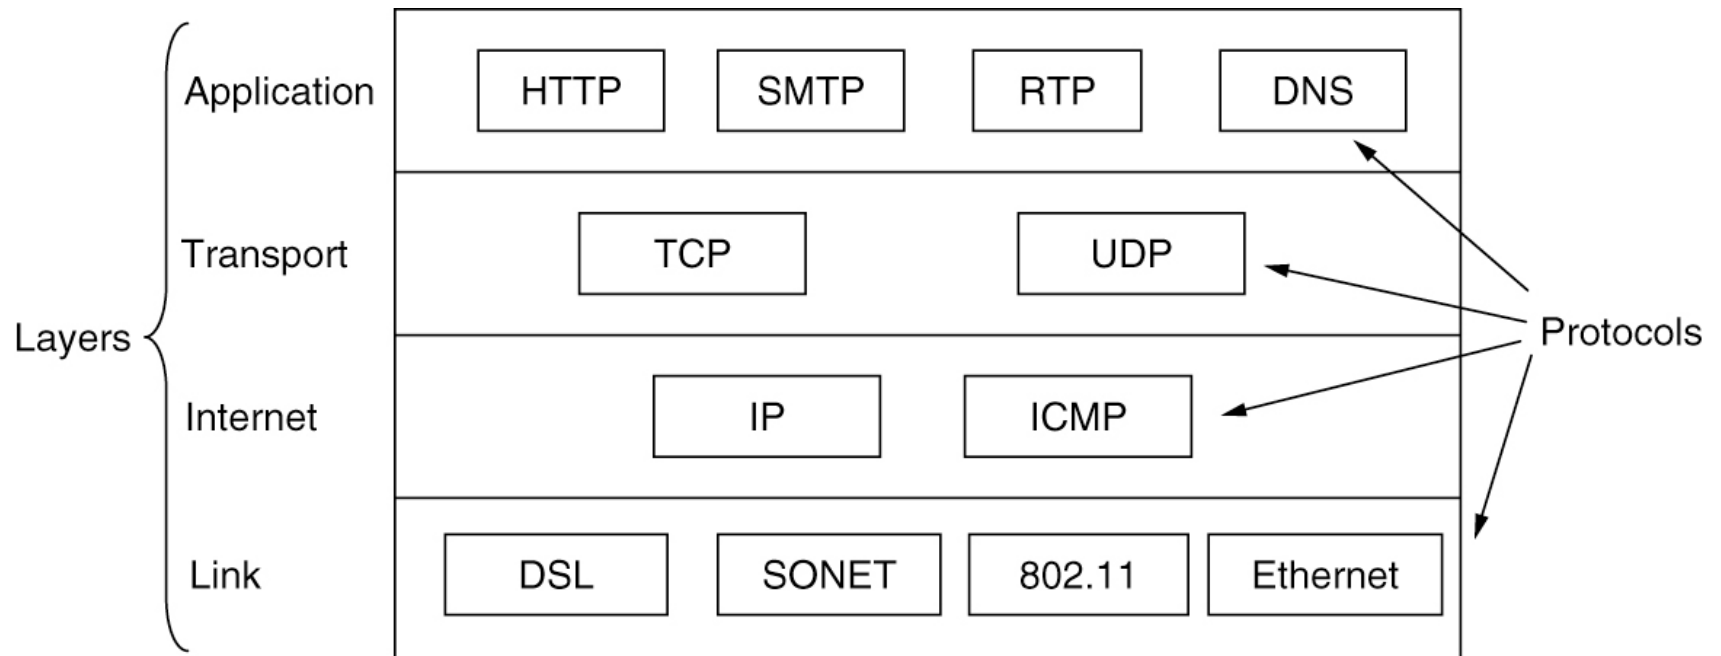 Application HTTP SMTP RTP DNS
Transport TCP UDP
Layers
Protocols
Internet IP ICMP
Link DSL SONET 802.11 Ethernet